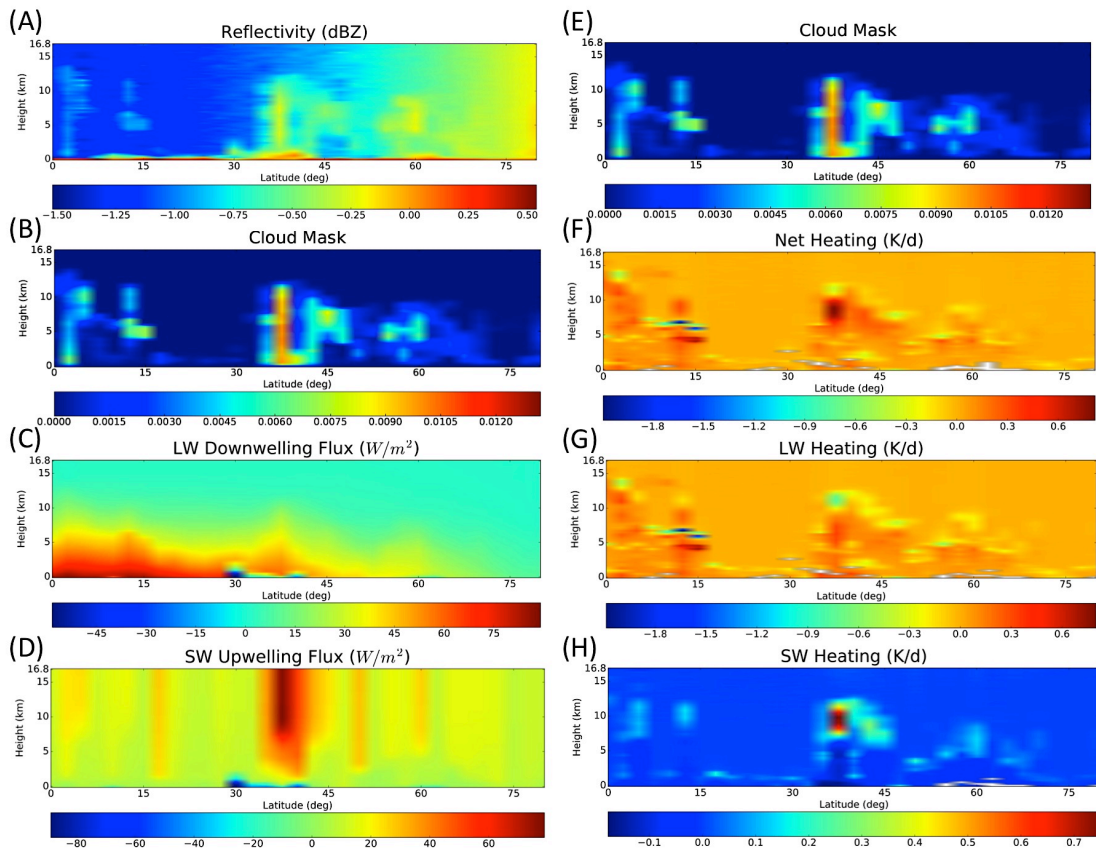 (A)
Reflectivity (dBZ)
16.8
15
10
5
0
Height (km)
0 15 30 45 60 75
Latitude (deg)
−1.50 −1.25 −1.00 −0.75 −0.50 −0.25 0.00 0.25 0.50
(B)
Cloud Mask
16.8
15
10
5
0
Height (km)
0 15 30 45 60 75
Latitude (deg)
0.0000 0.0015 0.0030 0.0045 0.0060 0.0075 0.0090 0.0105 0.0120
(C)
LW Downwelling Flux (W/m²)
16.8
15
10
5
0
Height (km)
0 15 30 45 60 75
Latitude (deg)
−45 −30 −15 0 15 30 45 60 75
(D)
SW Upwelling Flux (W/m²)
16.8
15
10
5
0
Height (km)
0 15 30 45 60 75
Latitude (deg)
−80 −60 −40 −20 0 20 40 60
(E)
Cloud Mask
16.8
15
10
5
0
Height (km)
0 15 30 45 60 75
Latitude (deg)
0.0000 0.0015 0.0030 0.0045 0.0060 0.0075 0.0090 0.0105 0.0120
(F)
Net Heating (K/d)
16.8
15
10
5
0
Height (km)
0 15 30 45 60 75
Latitude (deg)
−1.8 −1.5 −1.2 −0.9 −0.6 −0.3 0.0 0.3 0.6
(G)
LW Heating (K/d)
16.8
15
10
5
0
Height (km)
0 15 30 45 60 75
Latitude (deg)
−1.8 −1.5 −1.2 −0.9 −0.6 −0.3 0.0 0.3 0.6
(H)
SW Heating (K/d)
16.8
15
10
5
0
Height (km)
0 15 30 45 60 75
Latitude (deg)
−0.1 0.0 0.1 0.2 0.3 0.4 0.5 0.6 0.7